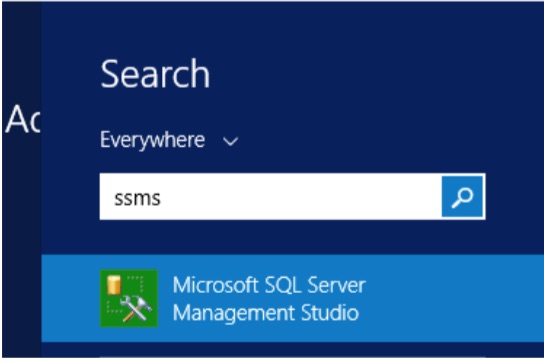 Search
Ac
Everywhere
ssms
Microsoft SQL Server
Management Studio